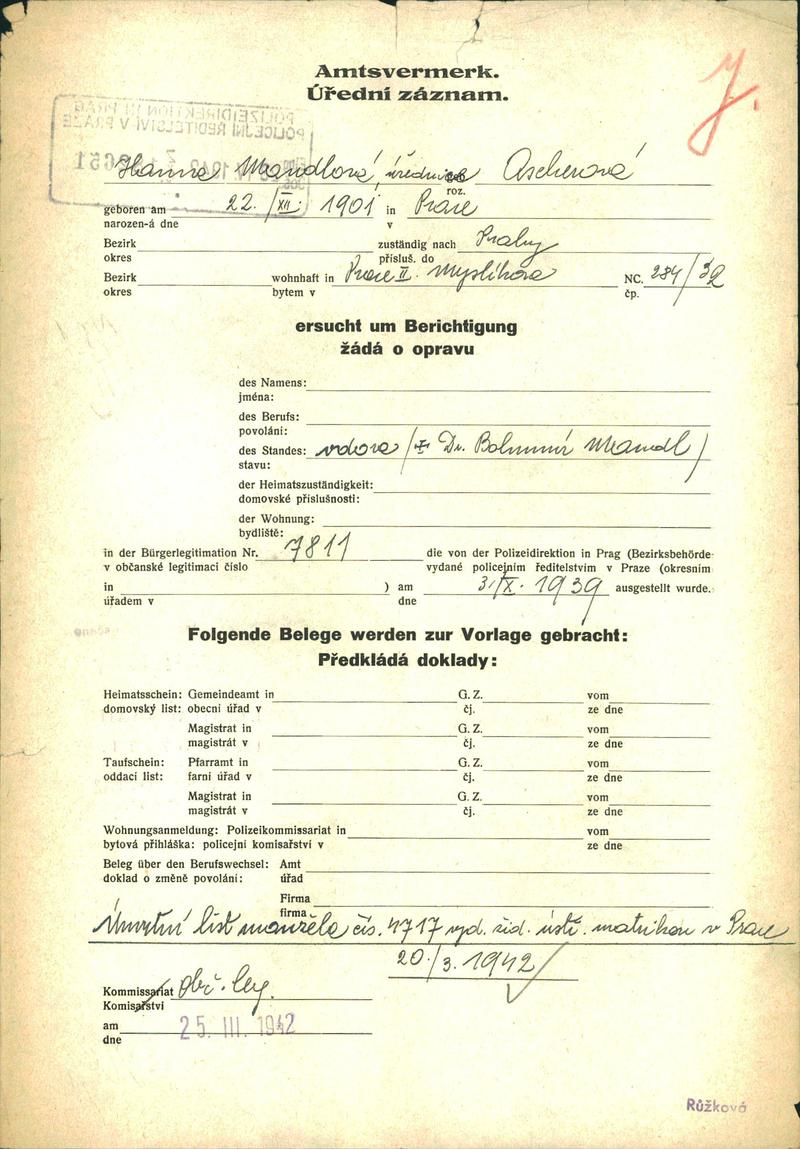 Amtsvermerk.
Úřední záznam.
J.
POLIZEIDIREKTION IN PRAG
POLICEJNÍ ŘEDITELSTVÍ V PRAZE
Hanna Mandlová, úřednice roz. Ascherová
geboren am 22./XII. 1901 in Praze
narozen-á dne v
Bezirk zuständig nach Prahy
okres přísluš. do
Bezirk wohnhaft in Praze II. Myslíkova NC. 284/32
okres bytem v čp.
ersucht um Berichtigung
žádá o opravu
des Namens:
jména:
des Berufs:
povolání:
des Standes: vdova († Dr. Bohumír Mandl)
stavu:
der Heimatszuständigkeit:
domovské příslušnosti:
der Wohnung:
bydliště:
in der Bürgerlegitimation Nr. 7811 die von der Polizeidirektion in Prag (Bezirksbehörde
v občanské legitimaci číslo vydané policejním ředitelstvím v Praze (okresním
in ) am 3./X. 1939 ausgestellt wurde.
úřadem v dne
Folgende Belege werden zur Vorlage gebracht:
Předkládá doklady:
Heimatsschein: Gemeindeamt in G. Z. vom
domovský list: obecní úřad v čj. ze dne
Magistrat in G. Z. vom
magistrát v čj. ze dne
Taufschein: Pfarramt in G. Z. vom
oddací list: farní úřad v čj. ze dne
Magistrat in G. Z. vom
magistrát v čj. ze dne
Wohnungsanmeldung: Polizeikommissariat in vom
bytová přihláška: policejní komisařství v ze dne
Beleg über den Berufswechsel: Amt
doklad o změně povolání: úřad
Firma
firma
Úmrtní list manžela čís. 4717 vyd. žid. ústř. matrikou v Praze
20./3. 1942
Kommissariat obč. leg.
Komisařství
am 25. III. 1942
dne
Růžková